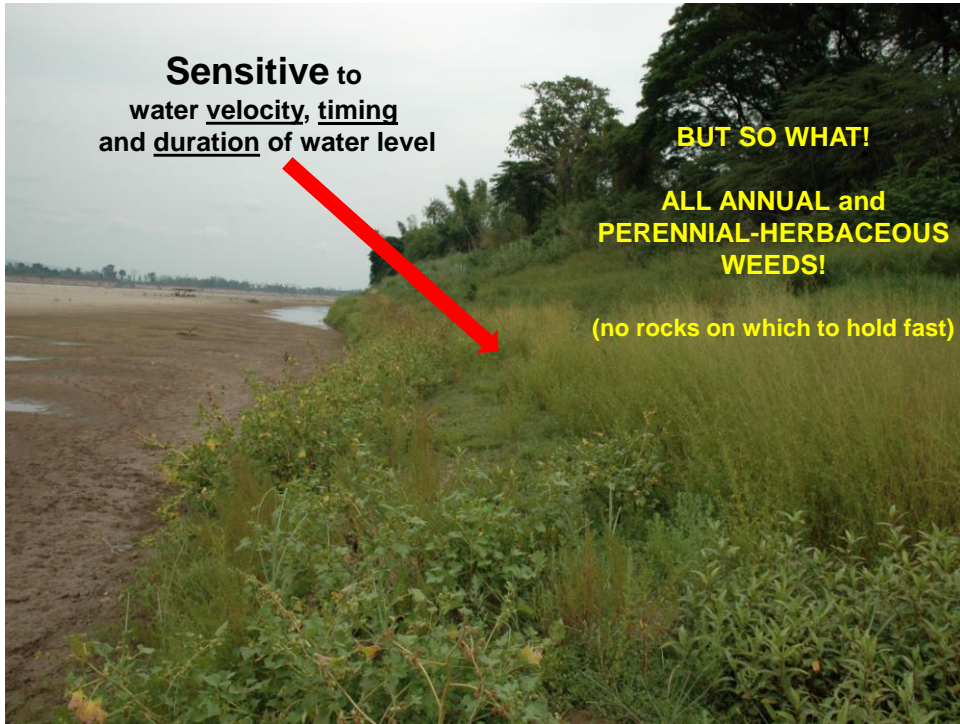 Sensitive to
water velocity, timing
and duration of water level
BUT SO WHAT!
ALL ANNUAL and
PERENNIAL-HERBACEOUS
WEEDS!
(no rocks on which to hold fast)